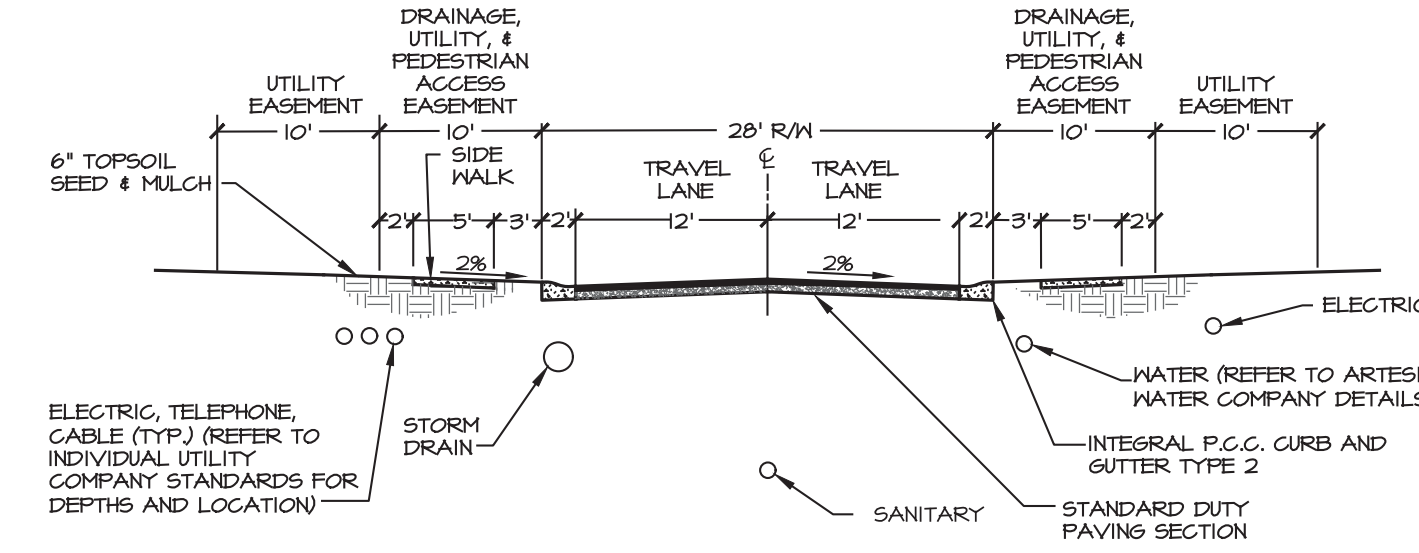 DRAINAGE,
UTILITY, &
PEDESTRIAN
ACCESS
EASEMENT
DRAINAGE,
UTILITY, &
PEDESTRIAN
ACCESS
EASEMENT
UTILITY
EASEMENT
UTILITY
EASEMENT
10'
10'
28' R/W
10'
10'
6" TOPSOIL
SEED & MULCH
SIDE
WALK
℄
TRAVEL
LANE
TRAVEL
LANE
2'
5'
3'
2'
12'
12'
2'
3'
5'
2'
2%
2%
ELECTRIC
WATER (REFER TO
WATER COMPANY DETAILS
ELECTRIC, TELEPHONE,
CABLE (TYP.) (REFER TO
INDIVIDUAL UTILITY
COMPANY STANDARDS FOR
DEPTHS AND LOCATION)
STORM
DRAIN
INTEGRAL P.C.C. CURB AND
GUTTER TYPE 2
SANITARY
STANDARD DUTY
PAVING SECTION